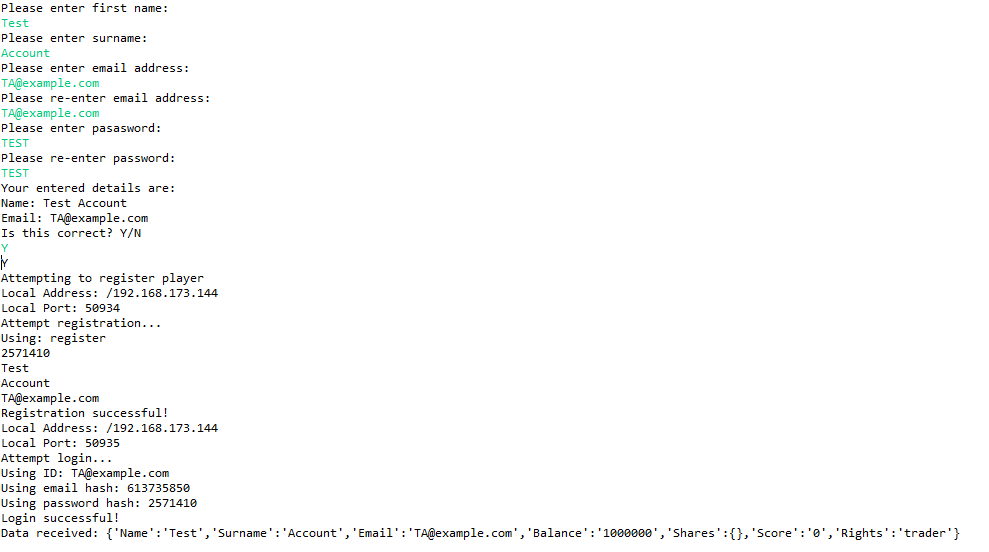 Please enter first name:
Test
Please enter surname:
Account
Please enter email address:
TA@example.com
Please re-enter email address:
TA@example.com
Please enter pasasword:
TEST
Please re-enter password:
TEST
Your entered details are:
Name: Test Account
Email: TA@example.com
Is this correct? Y/N
Y
Y
Attempting to register player
Local Address: /192.168.173.144
Local Port: 50934
Attempt registration...
Using: register
2571410
Test
Account
TA@example.com
Registration successful!
Local Address: /192.168.173.144
Local Port: 50935
Attempt login...
Using ID: TA@example.com
Using email hash: 613735850
Using password hash: 2571410
Login successful!
Data received: {'Name':'Test','Surname':'Account','Email':'TA@example.com','Balance':'1000000','Shares':{},'Score':'0','Rights':'trader'}